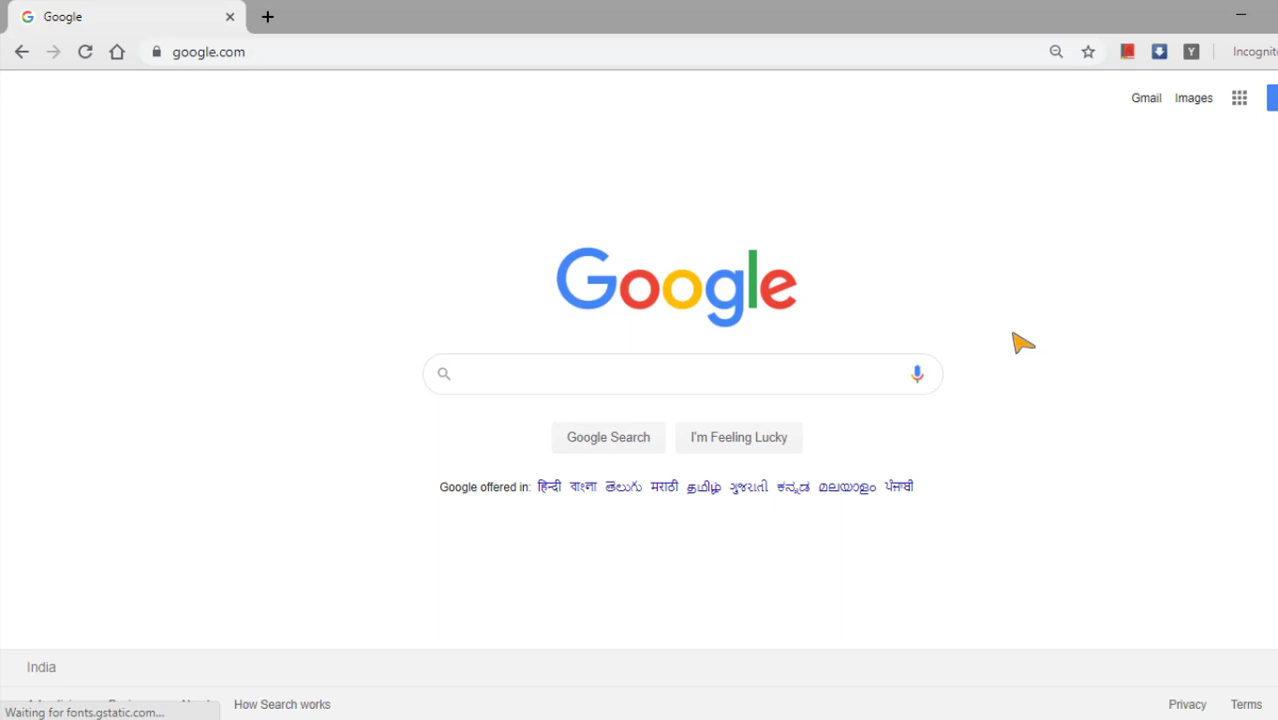 Google
google.com
Y
Incognit
Gmail Images
Google
Google Search I'm Feeling Lucky
Google offered in: हिन्दी বাংলা తెలుగు मराठी தமிழ் ગુજરાતી ಕನ್ನಡ മലയാളം ਪੰਜਾਬੀ
India
How Search works Privacy Terms
Waiting for fonts.gstatic.com...